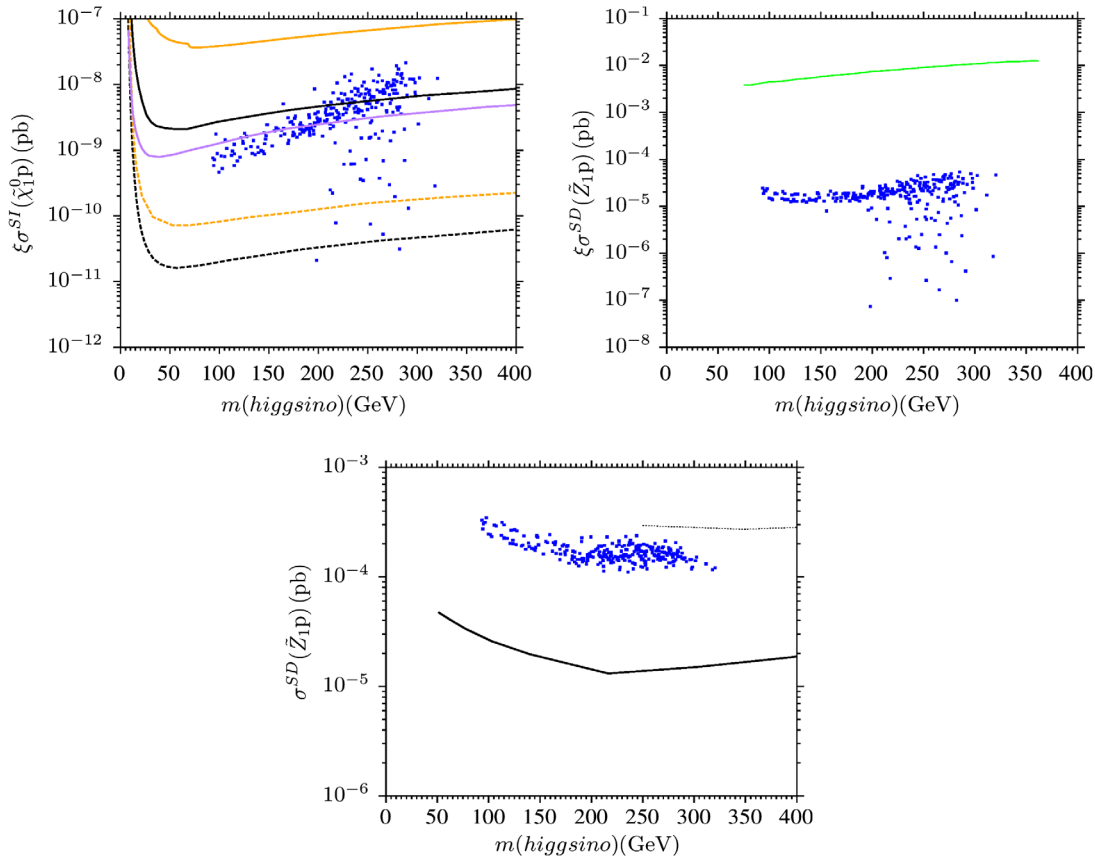 10⁻⁷
10⁻⁸
10⁻⁹
10⁻¹⁰
10⁻¹¹
10⁻¹²
ξσ^{SI}(χ̃⁰₁p) (pb)
0 50 100 150 200 250 300 350 400
m(higgsino)(GeV)
10⁻¹
10⁻²
10⁻³
10⁻⁴
10⁻⁵
10⁻⁶
10⁻⁷
10⁻⁸
ξσ^{SD}(Z̃₁p) (pb)
0 50 100 150 200 250 300 350 400
m(higgsino)(GeV)
10⁻³
10⁻⁴
10⁻⁵
10⁻⁶
σ^{SD}(Z̃₁p) (pb)
0 50 100 150 200 250 300 350 400
m(higgsino)(GeV)